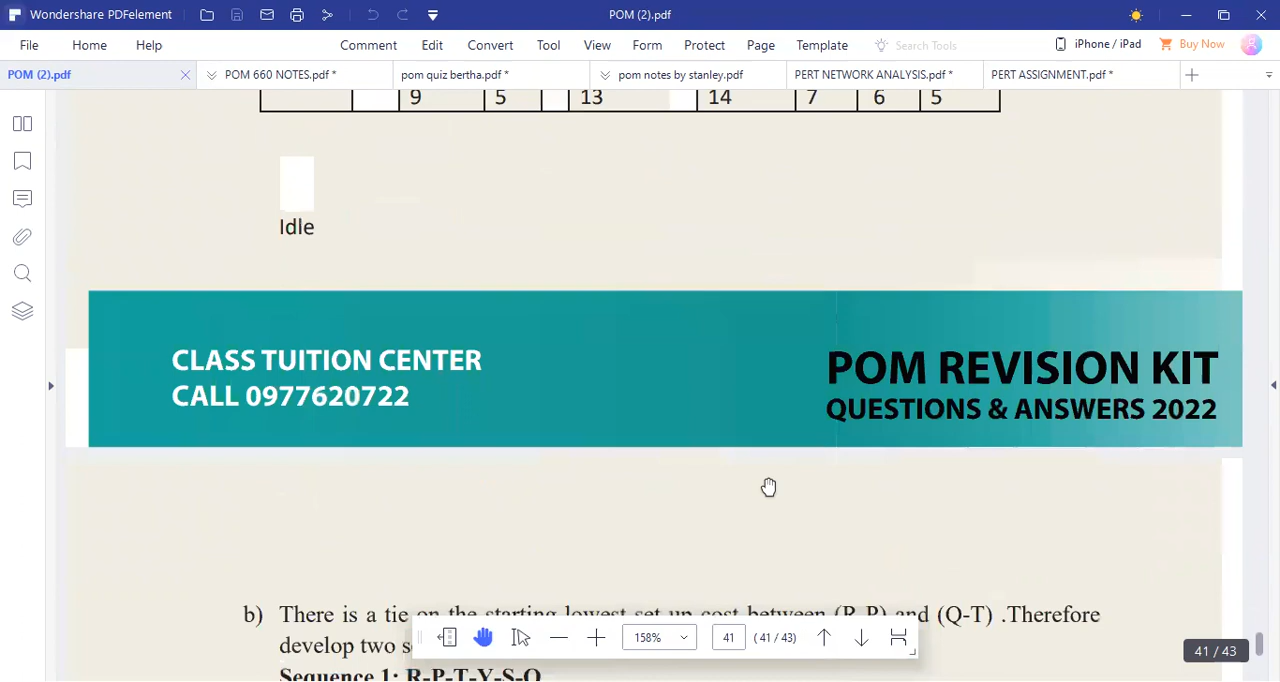 Wondershare PDFelement
POM (2).pdf
File Home Help Comment Edit Convert Tool View Form Protect Page Template Search Tools iPhone / iPad Buy Now
POM (2).pdf POM 660 NOTES.pdf * pom quiz bertha.pdf * pom notes by stanley.pdf PERT NETWORK ANALYSIS.pdf * PERT ASSIGNMENT.pdf *
9 5 13 14 7 6 5
Idle
CLASS TUITION CENTER
CALL 0977620722
POM REVISION KIT
QUESTIONS & ANSWERS 2022
b) There is a tie on the starting lowest set up cost between (R-P) and (Q-T) .Therefore
develop two s
Sequence 1: R-P-T-Y-S-Q
158% 41 (41 / 43)
41 / 43